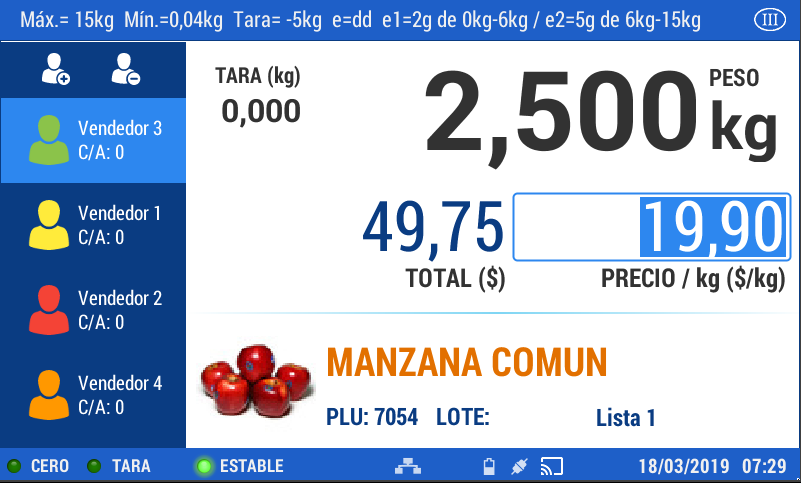 Máx.= 15kg Mín.=0,04kg Tara= -5kg e=dd e1=2g de 0kg-6kg / e2=5g de 6kg-15kg III
TARA (kg)
0,000
2,500 PESO kg
Vendedor 3
C/A: 0
Vendedor 1
C/A: 0
Vendedor 2
C/A: 0
Vendedor 4
C/A: 0
49,75 19,90
TOTAL ($) PRECIO / kg ($/kg)
MANZANA COMUN
PLU: 7054 LOTE: Lista 1
CERO TARA ESTABLE 18/03/2019 07:29